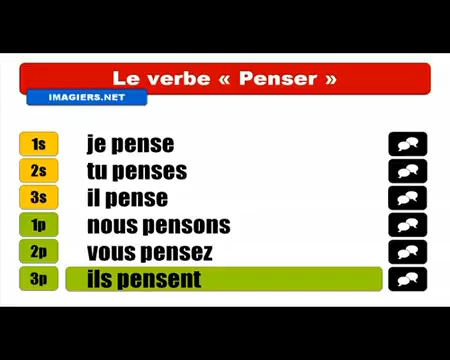 Le verbe « Penser »
IMAGIERS.NET
1s je pense
2s tu penses
3s il pense
1p nous pensons
2p vous pensez
3p ils pensent